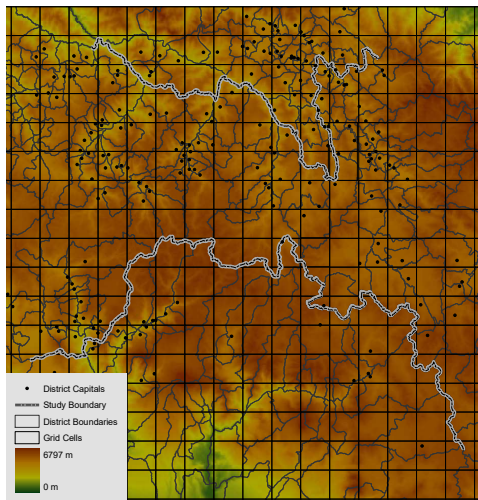 District Capitals
Study Boundary
District Boundaries
Grid Cells
6797 m
0 m